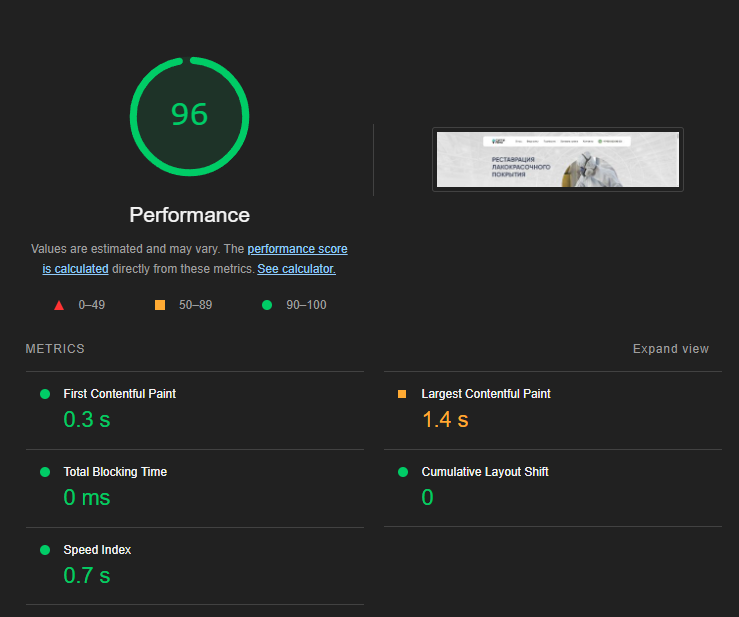 96
РЕСТАВРАЦИЯ
ЛАКОКРАСОЧНОГО
ПОКРЫТИЯ
Performance
Values are estimated and may vary. The performance score
is calculated directly from these metrics. See calculator.
0–49
50–89
90–100
METRICS
Expand view
First Contentful Paint
0.3 s
Largest Contentful Paint
1.4 s
Total Blocking Time
0 ms
Cumulative Layout Shift
0
Speed Index
0.7 s